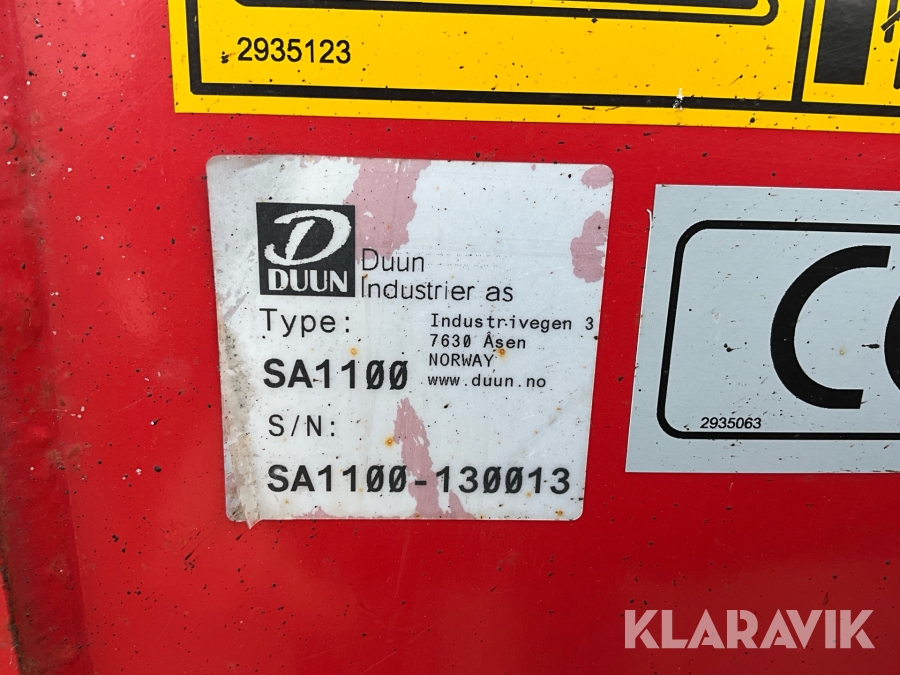 2935123
DUUN
Duun
Industrier as
Type:
Industrivegen 3
7630 Åsen
NORWAY
SA1100
www.duun.no
S/N:
SA1100-130013
2935063
KLARAVIK